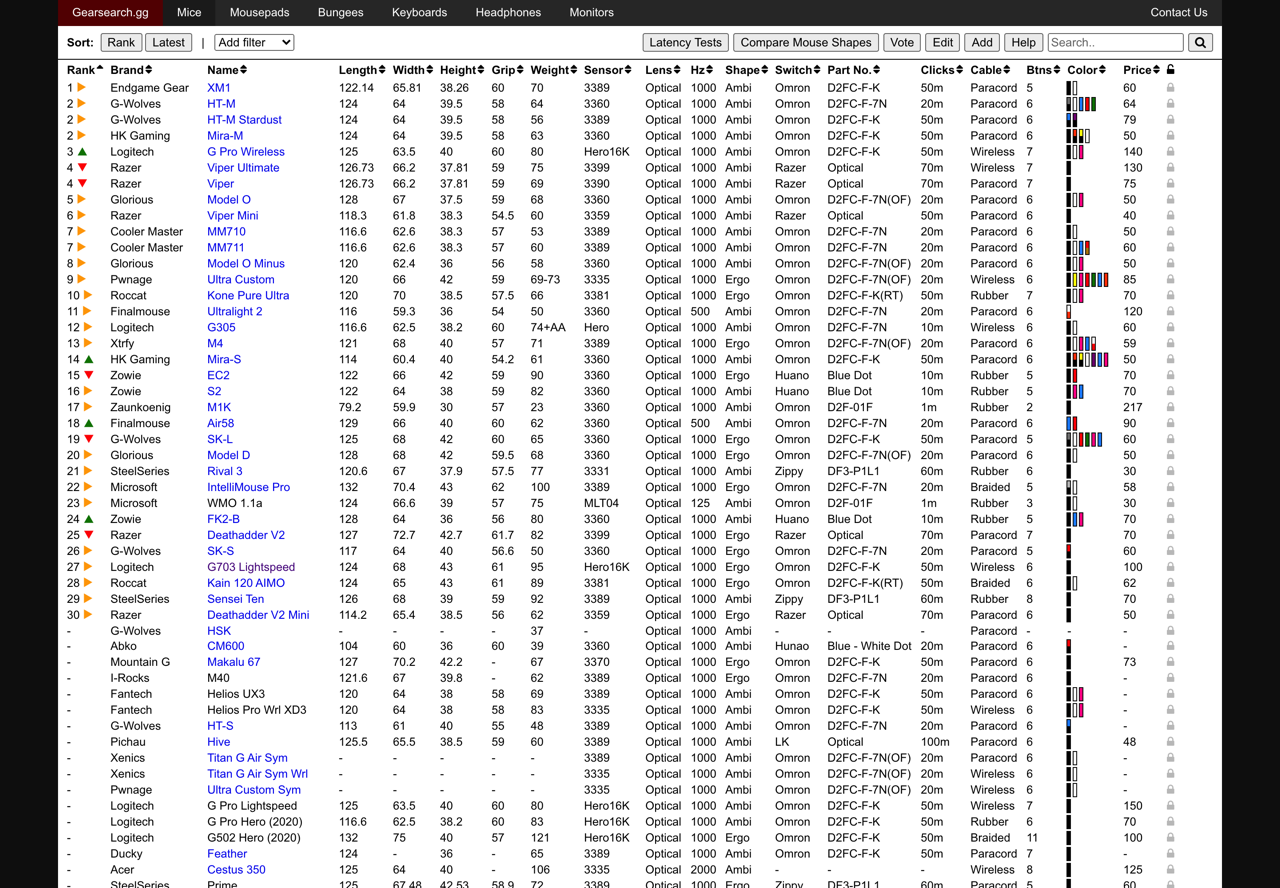 Gearsearch.gg Mice Mousepads Bungees Keyboards Headphones Monitors Contact Us
Sort: Rank Latest | Add filter Latency Tests Compare Mouse Shapes Vote Edit Add Help Search..
Rank Brand Name Length Width Height Grip Weight Sensor Lens Hz Shape Switch Part No. Clicks Cable Btns Color Price
1 Endgame Gear XM1 122.14 65.81 38.26 60 70 3389 Optical 1000 Ambi Omron D2FC-F-K 50m Paracord 5 60
2 G-Wolves HT-M 124 64 39.5 58 64 3360 Optical 1000 Ambi Omron D2FC-F-7N 20m Paracord 6 64
2 G-Wolves HT-M Stardust 124 64 39.5 58 56 3389 Optical 1000 Ambi Omron D2FC-F-K 50m Paracord 6 79
2 HK Gaming Mira-M 124 64 39.5 58 63 3360 Optical 1000 Ambi Omron D2FC-F-K 50m Paracord 6 50
3 Logitech G Pro Wireless 125 63.5 40 60 80 Hero16K Optical 1000 Ambi Omron D2FC-F-K 50m Wireless 7 140
4 Razer Viper Ultimate 126.73 66.2 37.81 59 75 3399 Optical 1000 Ambi Razer Optical 70m Wireless 7 130
4 Razer Viper 126.73 66.2 37.81 59 69 3390 Optical 1000 Ambi Razer Optical 70m Paracord 7 75
5 Glorious Model O 128 67 37.5 59 68 3360 Optical 1000 Ambi Omron D2FC-F-7N(OF) 20m Paracord 6 50
6 Razer Viper Mini 118.3 61.8 38.3 54.5 60 3359 Optical 1000 Ambi Razer Optical 50m Paracord 6 40
7 Cooler Master MM710 116.6 62.6 38.3 57 53 3389 Optical 1000 Ambi Omron D2FC-F-7N 20m Paracord 6 50
7 Cooler Master MM711 116.6 62.6 38.3 57 60 3389 Optical 1000 Ambi Omron D2FC-F-7N 20m Paracord 6 60
8 Glorious Model O Minus 120 62.4 36 56 58 3360 Optical 1000 Ambi Omron D2FC-F-7N(OF) 20m Paracord 6 50
9 Pwnage Ultra Custom 120 66 42 59 69-73 3335 Optical 1000 Ergo Omron D2FC-F-7N(OF) 20m Wireless 6 85
10 Roccat Kone Pure Ultra 120 70 38.5 57.5 66 3381 Optical 1000 Ergo Omron D2FC-F-K(RT) 50m Rubber 7 70
11 Finalmouse Ultralight 2 116 59.3 36 54 50 3360 Optical 500 Ambi Omron D2FC-F-7N 20m Paracord 6 120
12 Logitech G305 116.6 62.5 38.2 60 74+AA Hero Optical 1000 Ambi Omron D2FC-F-7N 10m Wireless 6 60
13 Xtrfy M4 121 68 40 57 71 3389 Optical 1000 Ergo Omron D2FC-F-7N(OF) 20m Paracord 6 59
14 HK Gaming Mira-S 114 60.4 40 54.2 61 3360 Optical 1000 Ambi Omron D2FC-F-K 50m Paracord 6 50
15 Zowie EC2 122 66 42 59 90 3360 Optical 1000 Ergo Huano Blue Dot 10m Rubber 5 70
16 Zowie S2 122 64 38 59 82 3360 Optical 1000 Ambi Huano Blue Dot 10m Rubber 5 70
17 Zaunkoenig M1K 79.2 59.9 30 57 23 3360 Optical 1000 Ambi Omron D2F-01F 1m Rubber 2 217
18 Finalmouse Air58 129 66 40 60 62 3360 Optical 500 Ambi Omron D2FC-F-7N 20m Paracord 6 90
19 G-Wolves SK-L 125 68 42 60 65 3360 Optical 1000 Ergo Omron D2FC-F-K 50m Paracord 5 60
20 Glorious Model D 128 68 42 59.5 68 3360 Optical 1000 Ergo Omron D2FC-F-7N(OF) 20m Paracord 6 50
21 SteelSeries Rival 3 120.6 67 37.9 57.5 77 3331 Optical 1000 Ambi Zippy DF3-P1L1 60m Rubber 6 30
22 Microsoft IntelliMouse Pro 132 70.4 43 62 100 3389 Optical 1000 Ergo Omron D2FC-F-7N 20m Braided 5 58
23 Microsoft WMO 1.1a 124 66.6 39 57 75 MLT04 Optical 125 Ambi Omron D2F-01F 1m Rubber 3 30
24 Zowie FK2-B 128 64 36 56 80 3360 Optical 1000 Ambi Huano Blue Dot 10m Rubber 5 70
25 Razer Deathadder V2 127 72.7 42.7 61.7 82 3399 Optical 1000 Ergo Razer Optical 70m Paracord 7 70
26 G-Wolves SK-S 117 64 40 56.6 50 3360 Optical 1000 Ergo Omron D2FC-F-7N 20m Paracord 5 60
27 Logitech G703 Lightspeed 124 68 43 61 95 Hero16K Optical 1000 Ergo Omron D2FC-F-K 50m Wireless 6 100
28 Roccat Kain 120 AIMO 124 65 43 61 89 3381 Optical 1000 Ergo Omron D2FC-F-K(RT) 50m Braided 6 62
29 SteelSeries Sensei Ten 126 68 39 59 92 3389 Optical 1000 Ambi Zippy DF3-P1L1 60m Rubber 8 70
30 Razer Deathadder V2 Mini 114.2 65.4 38.5 56 62 3359 Optical 1000 Ergo Razer Optical 70m Paracord 6 50
- G-Wolves HSK - - - - 37 - Optical 1000 Ambi - - - Paracord - - -
- Abko CM600 104 60 36 60 39 3360 Optical 1000 Ambi Hunao Blue - White Dot 20m Paracord 6 -
- Mountain G Makalu 67 127 70.2 42.2 - 67 3370 Optical 1000 Ergo Omron D2FC-F-K 50m Paracord 6 73
- I-Rocks M40 121.6 67 39.8 - 62 3389 Optical 1000 Ergo Omron D2FC-F-7N 20m Paracord 6 -
- Fantech Helios UX3 120 64 38 58 69 3389 Optical 1000 Ambi Omron D2FC-F-K 50m Paracord 6 -
- Fantech Helios Pro Wrl XD3 120 64 38 58 83 3335 Optical 1000 Ambi Omron D2FC-F-K 50m Wireless 6 -
- G-Wolves HT-S 113 61 40 55 48 3389 Optical 1000 Ambi Omron D2FC-F-7N 20m Paracord 6 -
- Pichau Hive 125.5 65.5 38.5 59 60 3389 Optical 1000 Ambi LK Optical 100m Paracord 6 48
- Xenics Titan G Air Sym - - - - - 3389 Optical 1000 Ambi Omron D2FC-F-7N(OF) 20m Paracord 6 -
- Xenics Titan G Air Sym Wrl - - - - - 3335 Optical 1000 Ambi Omron D2FC-F-7N(OF) 20m Wireless 6 -
- Pwnage Ultra Custom Sym - - - - - 3335 Optical 1000 Ambi Omron D2FC-F-7N(OF) 20m Wireless 6 -
- Logitech G Pro Lightspeed 125 63.5 40 60 80 Hero16K Optical 1000 Ambi Omron D2FC-F-K 50m Wireless 7 150
- Logitech G Pro Hero (2020) 116.6 62.5 38.2 60 83 Hero16K Optical 1000 Ambi Omron D2FC-F-K 50m Rubber 6 70
- Logitech G502 Hero (2020) 132 75 40 57 121 Hero16K Optical 1000 Ergo Omron D2FC-F-K 50m Braided 11 100
- Ducky Feather 124 - 36 - 65 3389 Optical 1000 Ambi Omron D2FC-F-K 50m Paracord 7 -
- Acer Cestus 350 125 64 40 - 106 3335 Optical 2000 Ambi - - - Wireless 8 125
- SteelSeries Prime 125 67.48 42.53 58.9 72 3389 Optical 1000 Ergo Zippy DF3-P1L1 60m Paracord 5 60